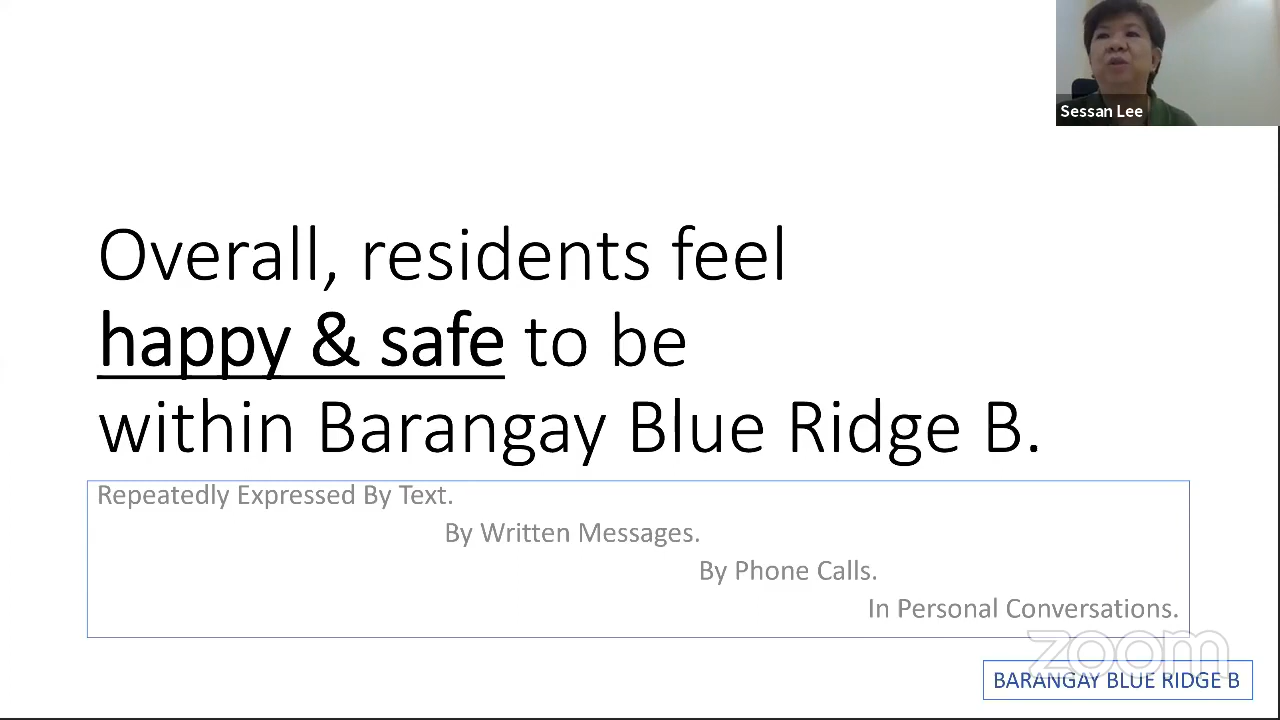 Sessan Lee
Overall, residents feel
happy & safe to be
within Barangay Blue Ridge B.
Repeatedly Expressed By Text.
By Written Messages.
By Phone Calls.
In Personal Conversations.
zoom
BARANGAY BLUE RIDGE B